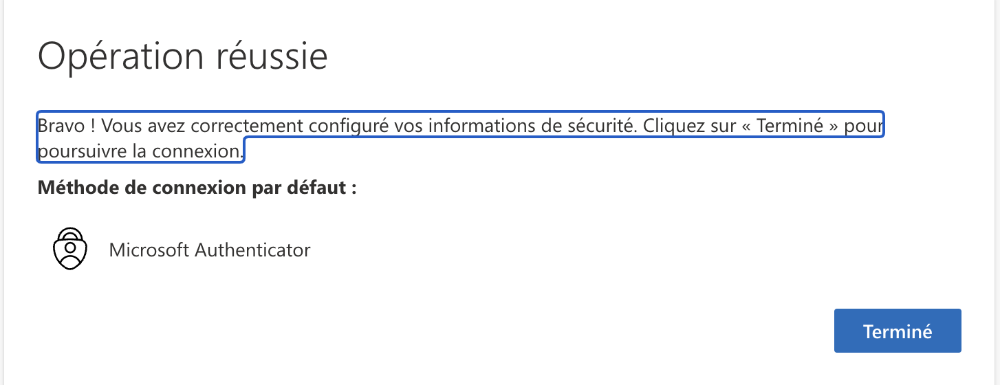 Opération réussie
Bravo ! Vous avez correctement configuré vos informations de sécurité. Cliquez sur « Terminé » pour
poursuivre la connexion.
Méthode de connexion par défaut :
Microsoft Authenticator
Terminé